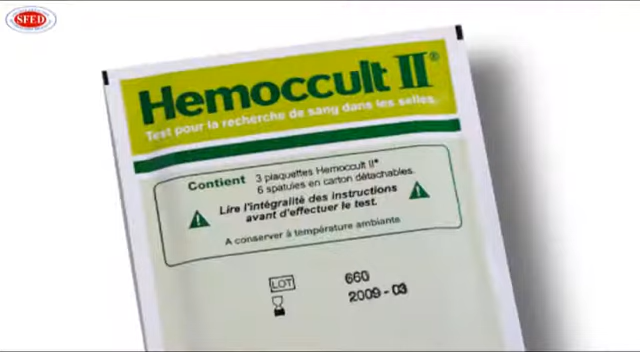 SFED
Hemoccult II®
Test pour la recherche de sang dans les selles.
Contient 3 plaquettes Hemoccult II®
6 spatules en carton détachables.
Lire l'intégralité des instructions
avant d'effectuer le test.
A conserver à température ambiante
LOT 660
2009-03